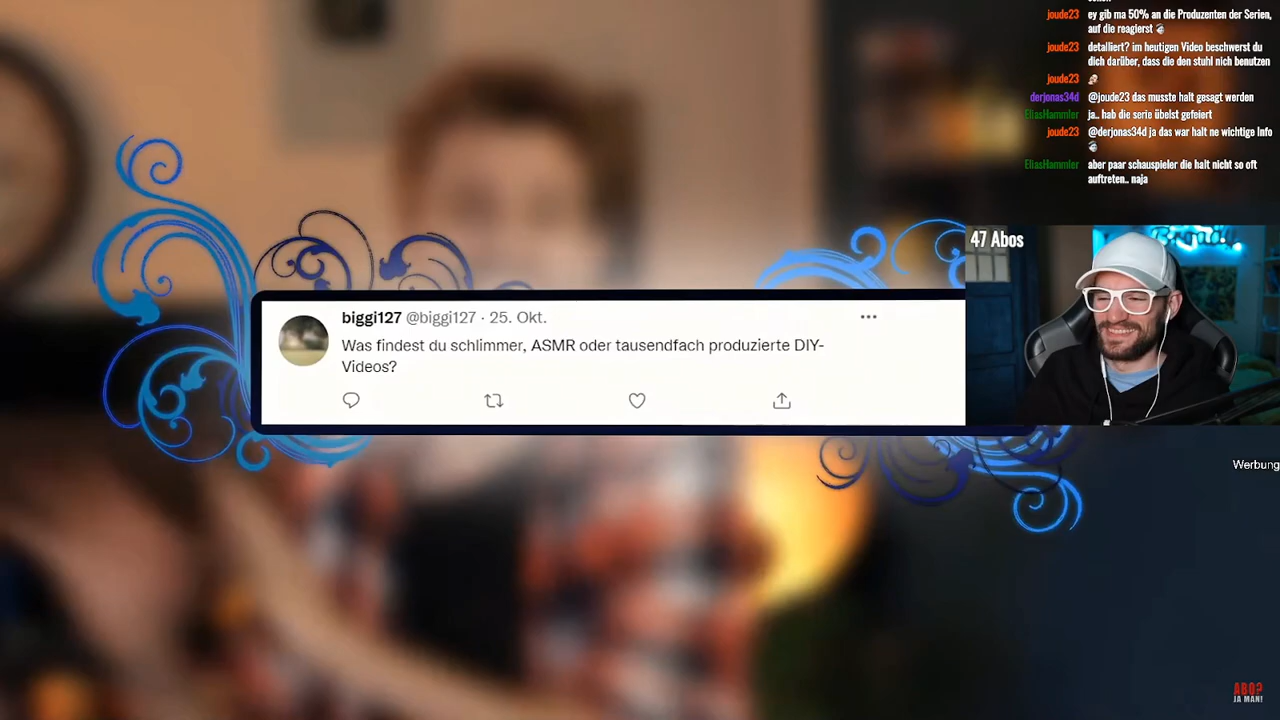 joude23 ey gib ma 50% an die Produzenten der Serien,
auf die reagierst
joude23 detalliert? im heutigen Video beschwerst du
dich darüber, dass die den stuhl nich benutzen
joude23
derjonas34d @joude23 das musste halt gesagt werden
EliasHammler ja.. hab die serie übelst gefeiert
joude23 @derjonas34d ja das war halt ne wichtige Info
EliasHammler aber paar schauspieler die halt nicht so oft
auftreten.. naja
47 Abos
biggi127 @biggi127 · 25. Okt.
Was findest du schlimmer, ASMR oder tausendfach produzierte DIY-
Videos?
Werbung
ABO?
JA MAN!